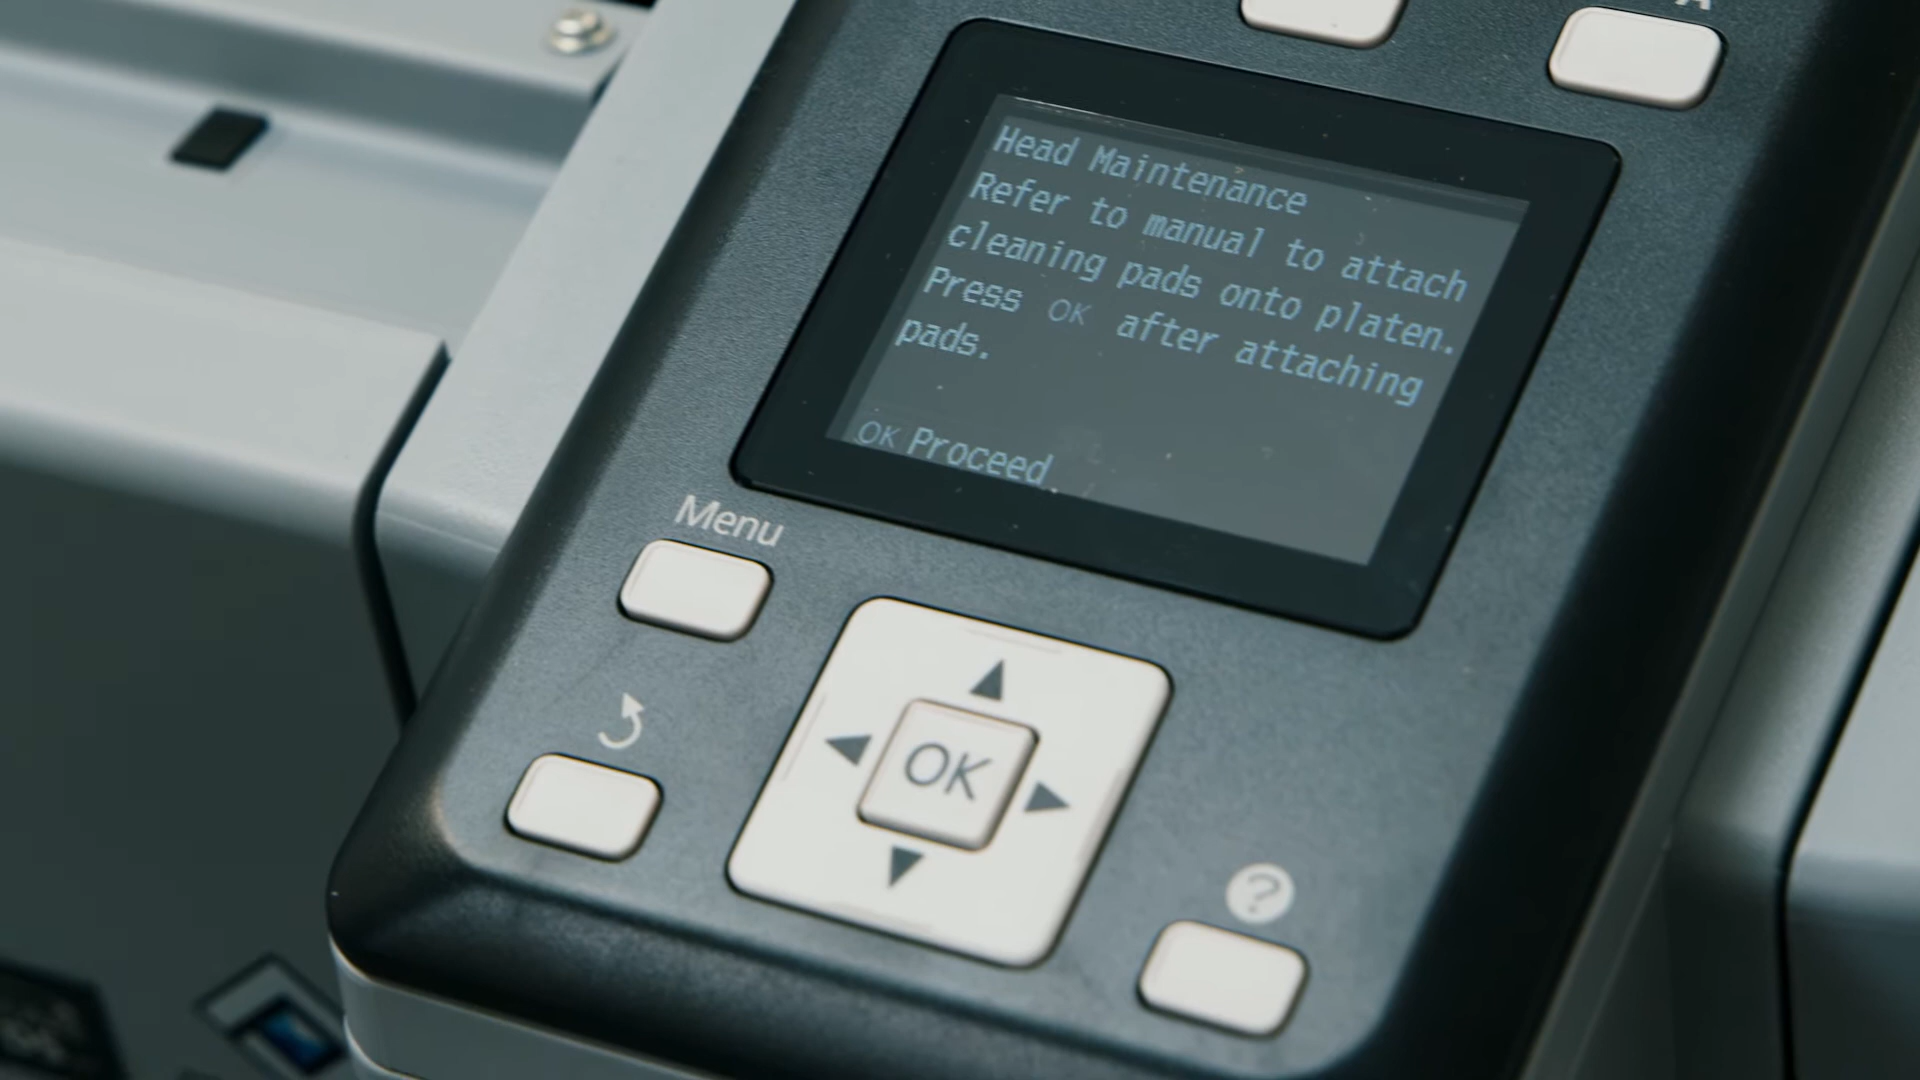 A
Head Maintenance
Refer to manual to attach
cleaning pads onto platen.
Press OK after attaching
pads.
OK Proceed
Menu
OK
?